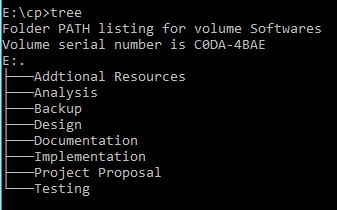 E:\cp>tree
Folder PATH listing for volume Softwares
Volume serial number is C0DA-4BAE
E:.
├───Addtional Resources
├───Analysis
├───Backup
├───Design
├───Documentation
├───Implementation
├───Project Proposal
└───Testing